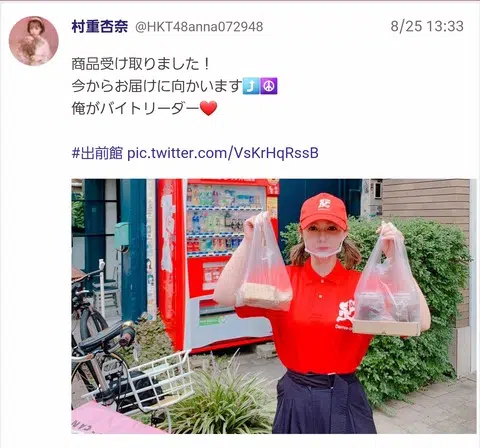 村重杏奈 @HKT48anna072948 8/25 13:33
商品受け取りました！
今からお届けに向かいます⤴️☮️
俺がバイトリーダー❤️
#出前館 pic.twitter.com/VsKrHqRssB